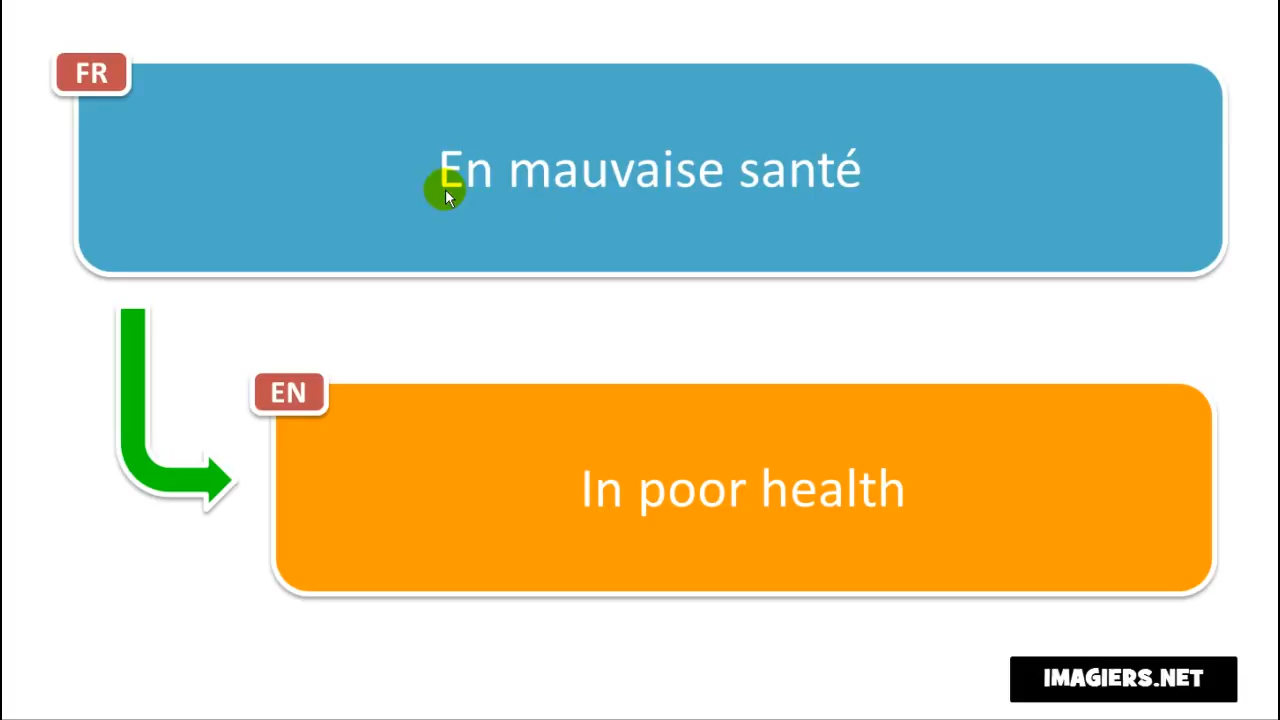 FR
En mauvaise santé
EN
In poor health
IMAGIERS.NET